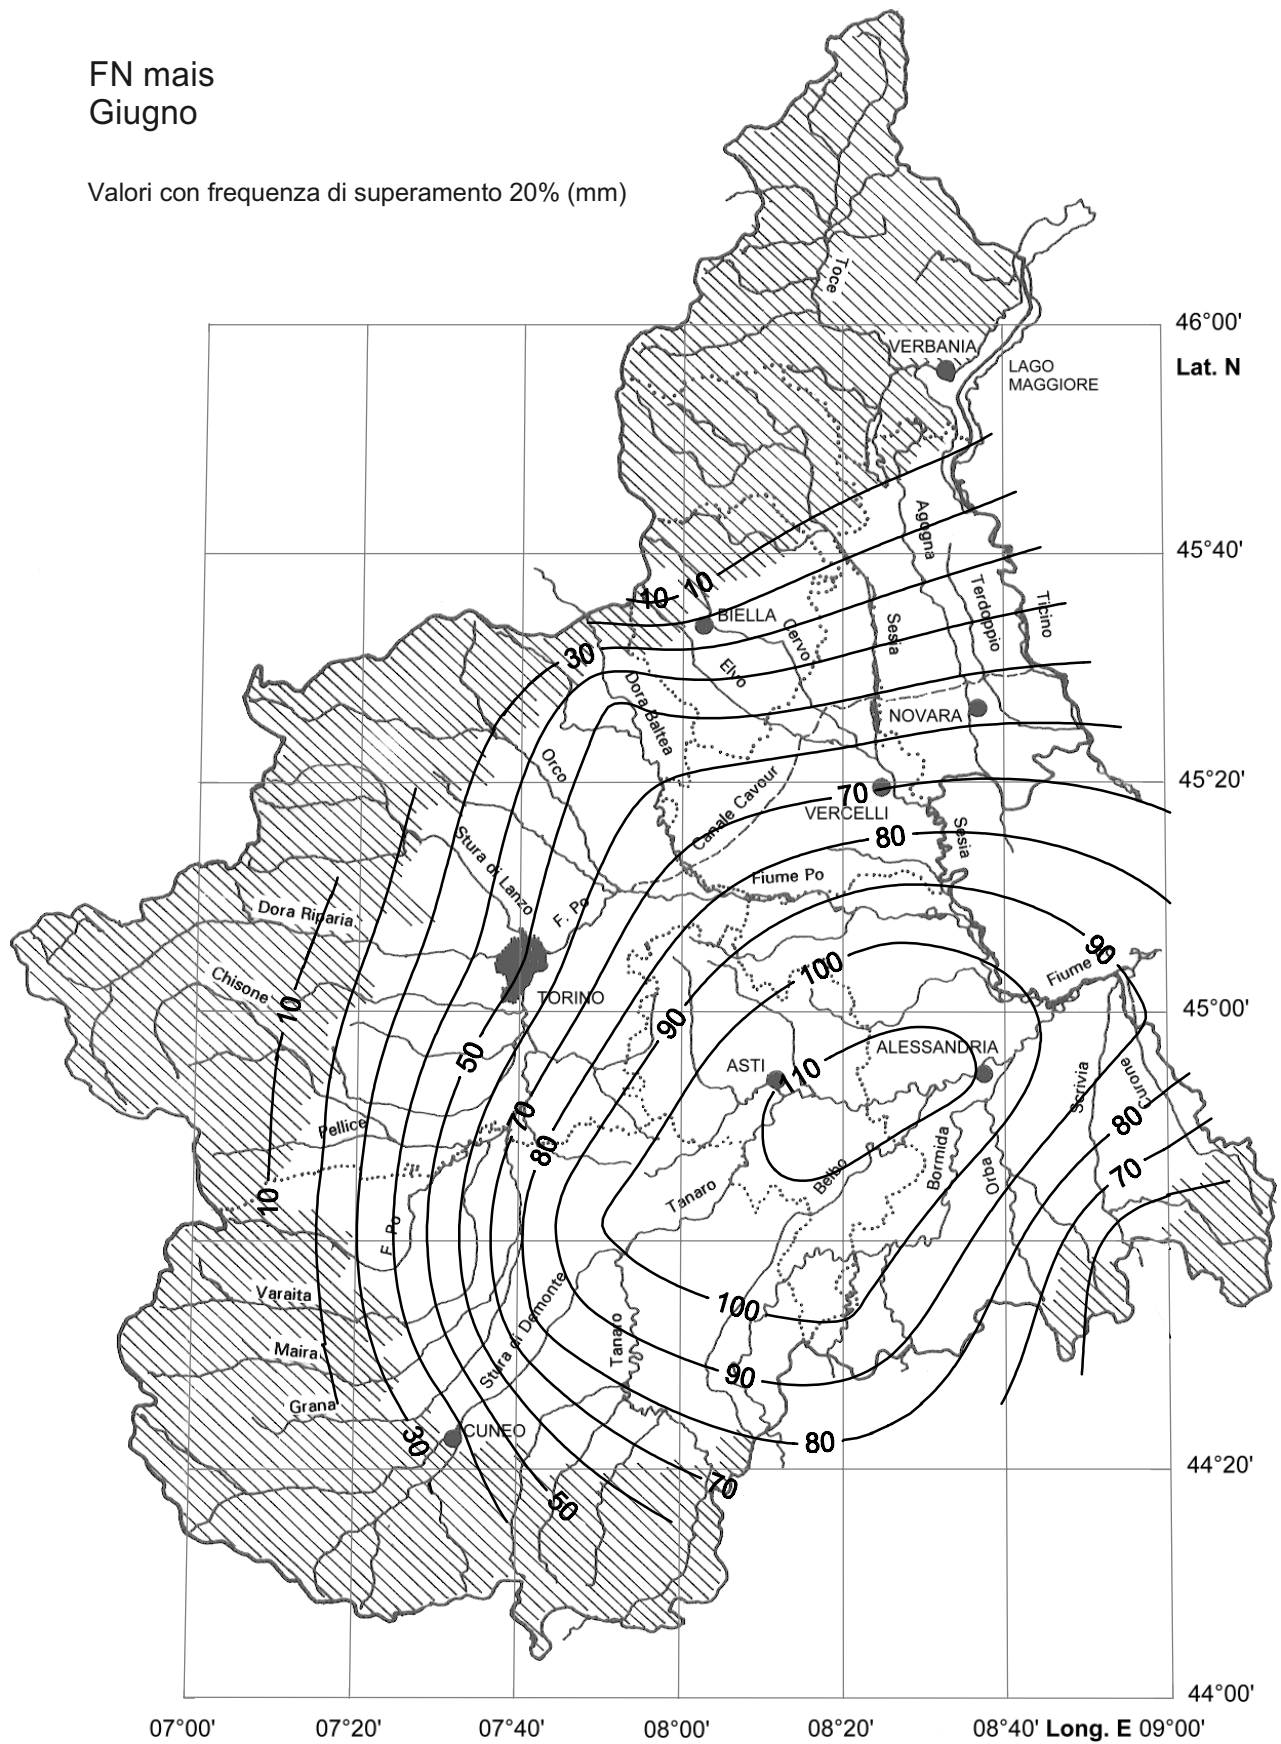 FN mais
Giugno
Valori con frequenza di superamento 20% (mm)
Toce
46°00'
VERBANIA
LAGO
MAGGIORE
Lat. N
Agogna
45°40'
10
10
BIELLA
Terdoppio
Ticino
Cervo
Sesia
30
Elvo
Dora Baltea
NOVARA
Orco
45°20'
70
Canale Cavour
VERCELLI
80
Sesia
Stura di Lanzo
Fiume Po
Dora Riparia
F. Po
90
100
Fiume
Chisone
TORINO
10
45°00'
90
50
ALESSANDRIA
ASTI
110
Scrivia
Curone
70
80
Pellice
80
Bormida
Orba
70
Belbo
Tanaro
10
F. Po
Varaita
Stura di Demonte
100
Tanaro
Maira
90
Grana
30
CUNEO
80
44°20'
70
50
44°00'
07°00'
07°20'
07°40'
08°00'
08°20'
08°40'
Long. E
09°00'